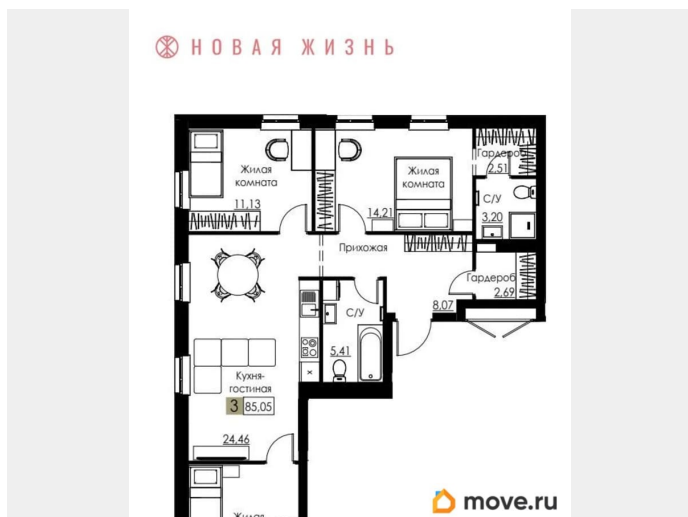 НОВАЯ ЖИЗНЬ
Жилая
комната
11.13
Жилая
комната
14.21
Гардероб
2.51
С/У
3.20
Прихожая
8.07
Гардероб
2.69
С/У
5.41
Кухня-
гостиная
3 85.05
24.46
Жилая
move.ru